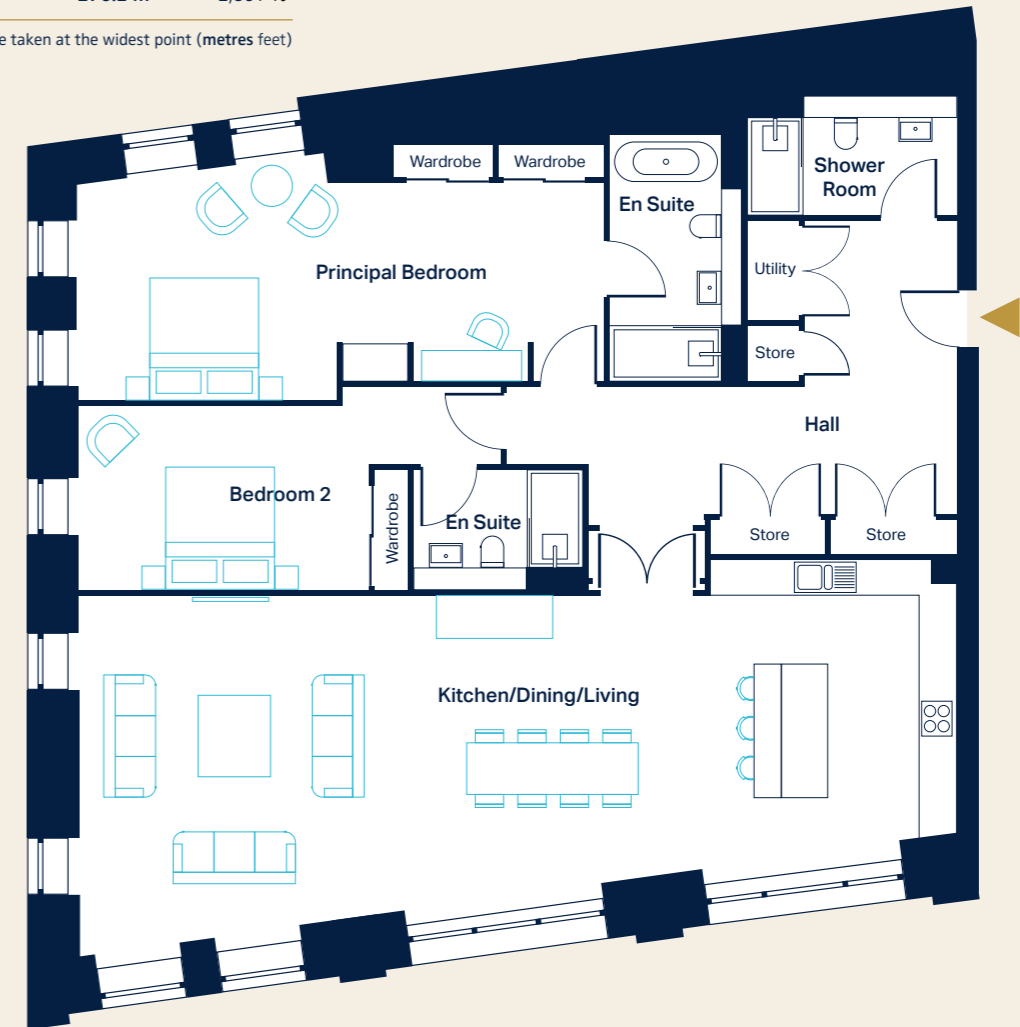 e taken at the widest point (metres feet)
Wardrobe
Wardrobe
En Suite
Shower
Room
Principal Bedroom
Utility
Store
Hall
Bedroom 2
Wardrobe
En Suite
Store
Store
Kitchen/Dining/Living